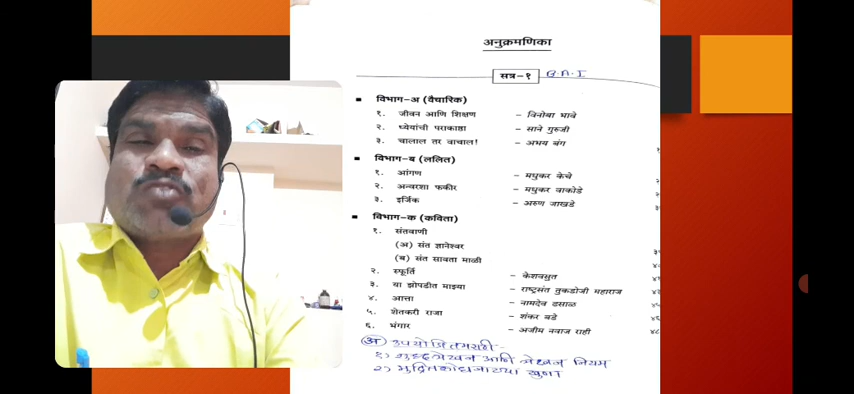 अनुक्रमणिका
सत्र-१ B.A.I
विभाग-अ (वैचारिक)
१. जीवन आणि शिक्षण - विनोबा भावे
२. ध्येयांची पराकाष्ठा - साने गुरुजी
३. चालाल तर वाचाल! - अभय बंग
विभाग-ब (ललित)
१. आंगण - मधुकर केचे
२. अन्वरशा फकीर - मधुकर वाकोडे
३. इर्जिक - अरुण जाखडे
विभाग-क (कविता)
१. संतवाणी
(अ) संत ज्ञानेश्वर
(ब) संत सावता माळी
२. स्फूर्ति - केशवसुत
३. या झोपडीत माझ्या - राष्ट्रसंत तुकडोजी महाराज
४. आत्ता - नामदेव ढसाळ
५. शेतकरी राजा - शंकर बडे
६. भंगार - अजीम नवाज राही ४८
अ उपयोजित मराठी -
१) शुद्धलेखन आणि लेखन नियम
२) मुद्रितशोधनाच्या खुणा